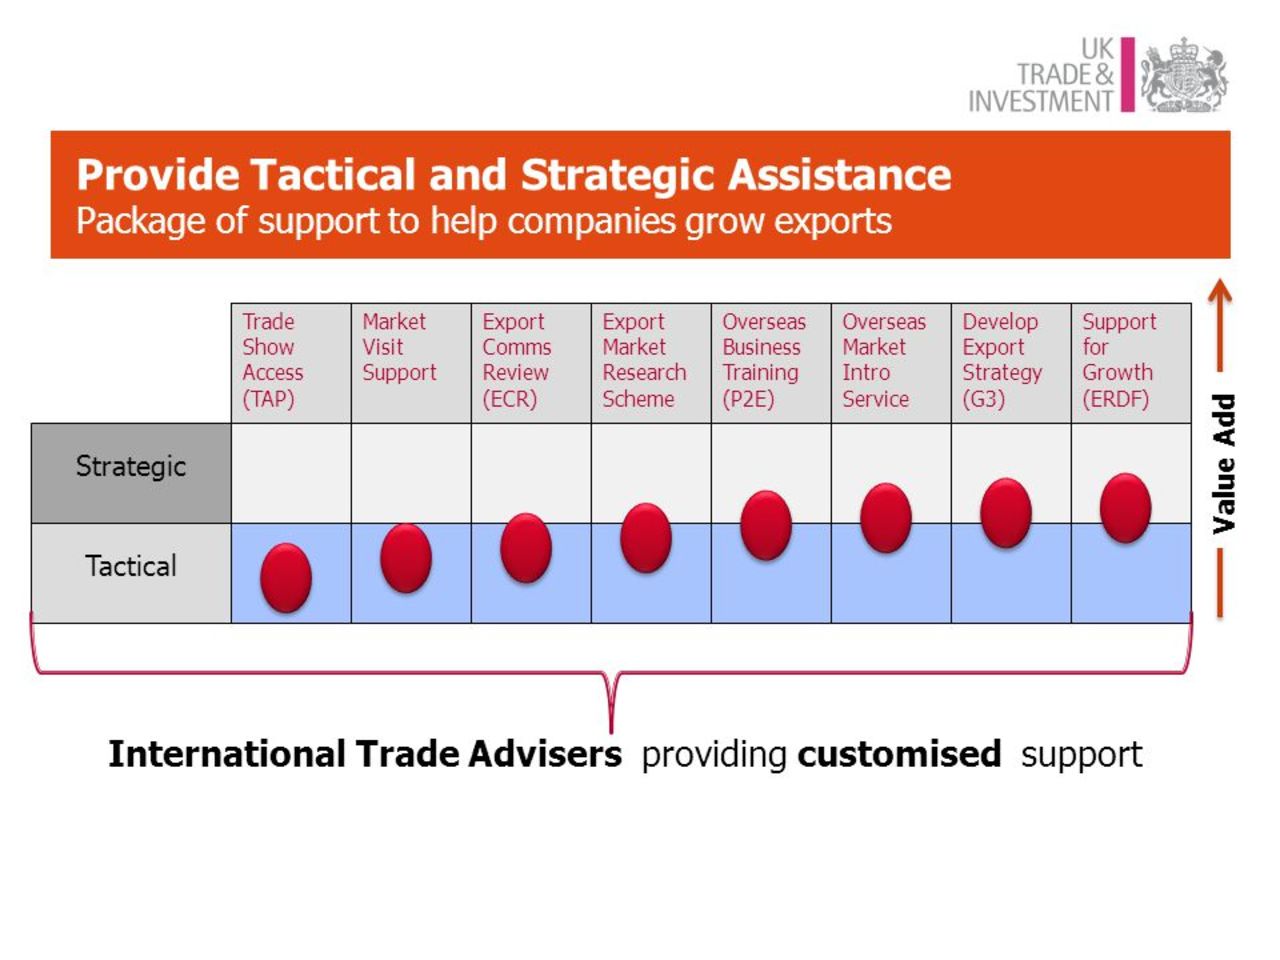 UK
TRADE &
INVESTMENT
Provide Tactical and Strategic Assistance
Package of support to help companies grow exports
Trade
Show
Access
(TAP)
Market
Visit
Support
Export
Comms
Review
(ECR)
Export
Market
Research
Scheme
Overseas
Business
Training
(P2E)
Overseas
Market
Intro
Service
Develop
Export
Strategy
(G3)
Support
for
Growth
(ERDF)
Strategic
Tactical
Value Add
International Trade Advisers providing customised support